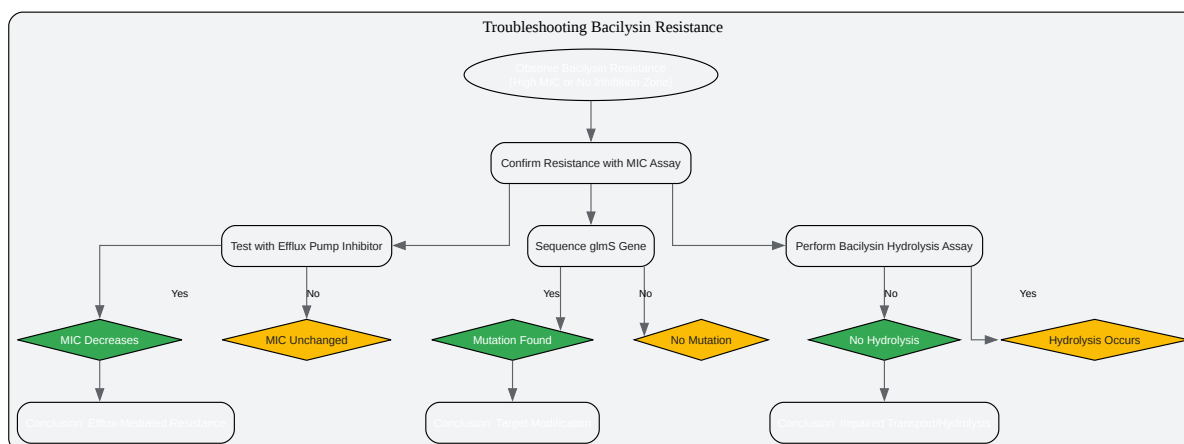 Troubleshooting Bacilysin Resistance
Observe Bacilysin Resistance
(High MIC or No Inhibition Zone)
Confirm Resistance with MIC Assay
Test with Efflux Pump Inhibitor
Sequence glmS Gene
Perform Bacilysin Hydrolysis Assay
Yes
No
Yes
No
No
Yes
MIC Decreases
MIC Unchanged
Mutation Found
No Mutation
No Hydrolysis
Hydrolysis Occurs
Conclusion: Efflux-Mediated Resistance
Conclusion: Target Modification
Conclusion: Impaired Transport/Hydrolysis